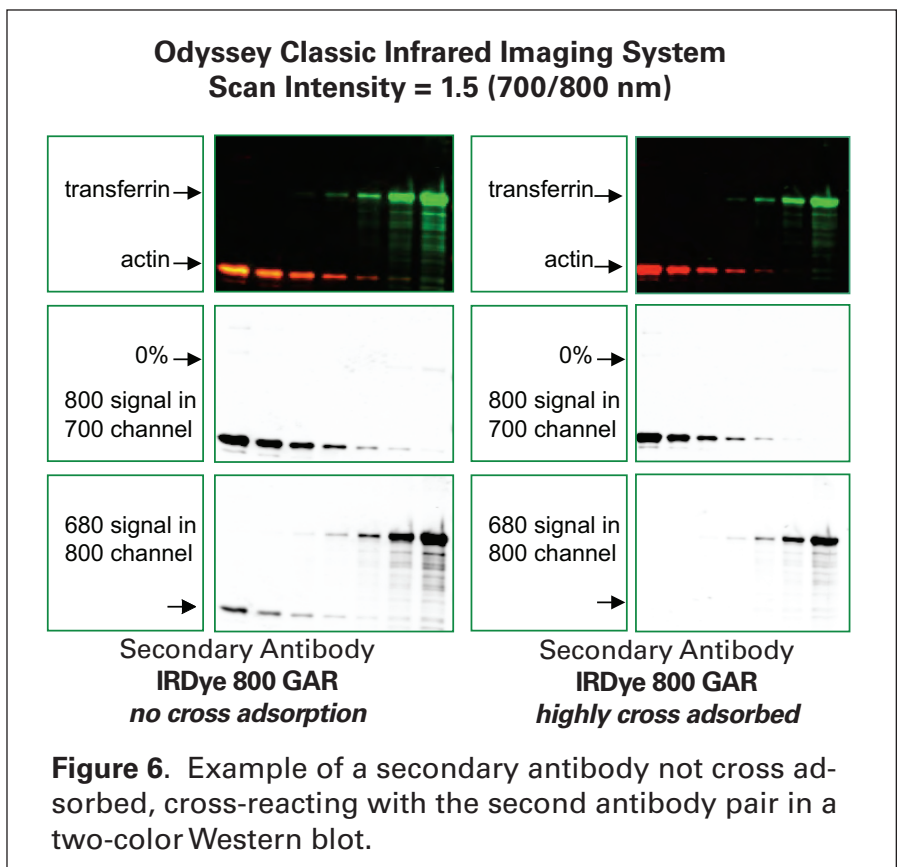 Odyssey Classic Infrared Imaging System
Scan Intensity = 1.5 (700/800 nm)
transferrin
actin
0%
800 signal in
700 channel
680 signal in
800 channel
Secondary Antibody
IRDye 800 GAR
no cross adsorption
transferrin
actin
0%
800 signal in
700 channel
680 signal in
800 channel
Secondary Antibody
IRDye 800 GAR
highly cross adsorbed
Figure 6. Example of a secondary antibody not cross ad-
sorbed, cross-reacting with the second antibody pair in a
two-color Western blot.